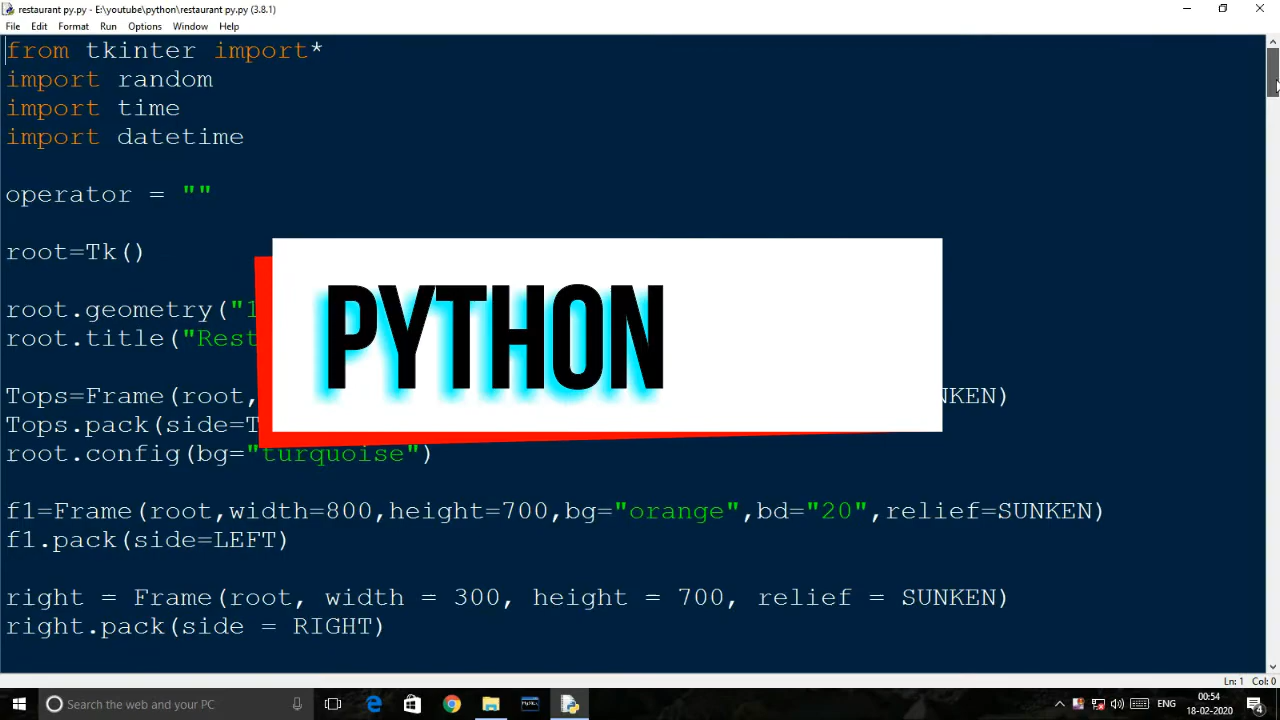 restaurant py.py - E:\youtube\python\restaurant py.py (3.8.1)
File Edit Format Run Options Window Help
from tkinter import*
import random
import time
import datetime
operator = ""
root=Tk()
root.geometry("1
root.title("Rest
PYTHON
Tops=Frame(root, NKEN)
Tops.pack(side=T
root.config(bg="turquoise")
f1=Frame(root,width=800,height=700,bg="orange",bd="20",relief=SUNKEN)
f1.pack(side=LEFT)
right = Frame(root, width = 300, height = 700, relief = SUNKEN)
right.pack(side = RIGHT)
Ln: 1 Col: 0
Search the web and your PC
ENG
00:54
18-02-2020
4